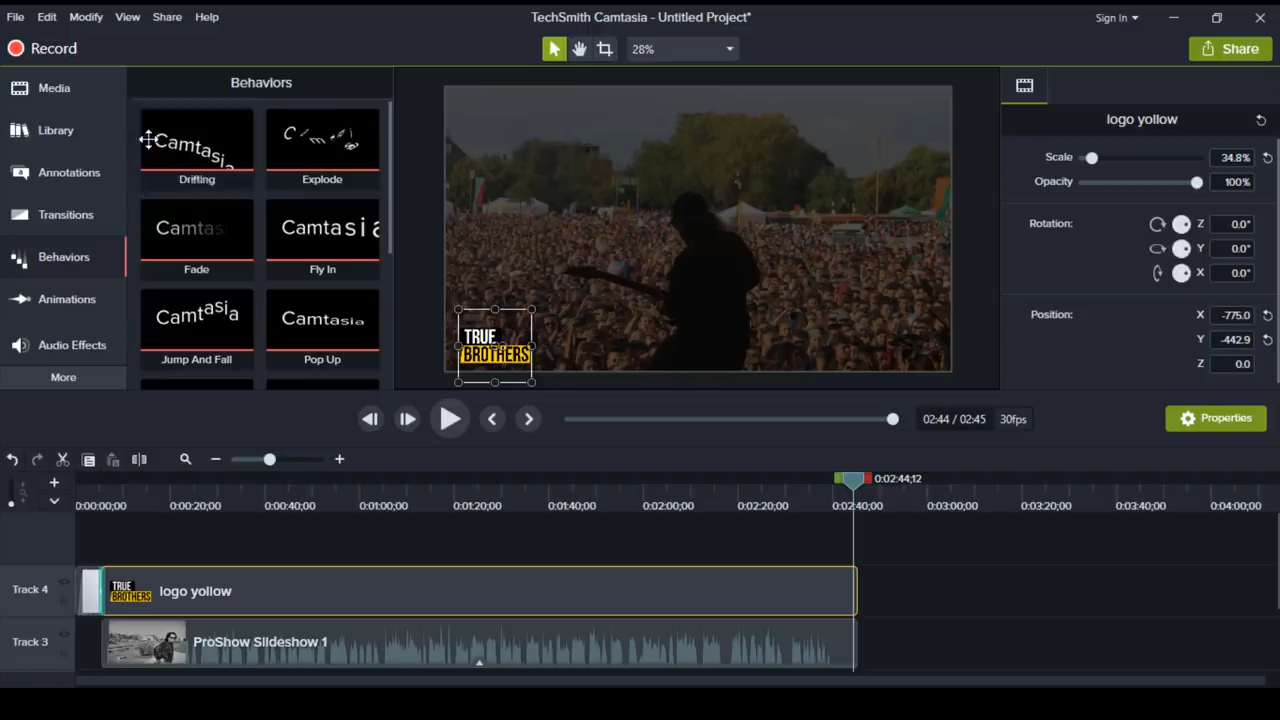 File Edit Modify View Share Help
TechSmith Camtasia - Untitled Project*
Sign In
Record
28%
Share
Media
Library
Annotations
Transitions
Behaviors
Animations
Audio Effects
More
Behaviors
Camtasia
Drifting
Explode
Camtas
Fade
Camtasia
Fly In
Camtasia
Jump And Fall
Camtasia
Pop Up
TRUE
BROTHERS
logo yollow
Scale 34.8%
Opacity 100%
Rotation: Z 0.0°
Y 0.0°
X 0.0°
Position: X -775.0
Y -442.9
Z 0.0
02:44 / 02:45 30fps
Properties
0:02:44;12
0:00:00;00 0:00:20;00 0:00:40;00 0:01:00;00 0:01:20;00 0:01:40;00 0:02:00;00 0:02:20;00 0:02:40;00 0:03:00;00 0:03:20;00 0:03:40;00 0:04:00;00
Track 4
TRUE
BROTHERS
logo yollow
Track 3
ProShow Slideshow 1